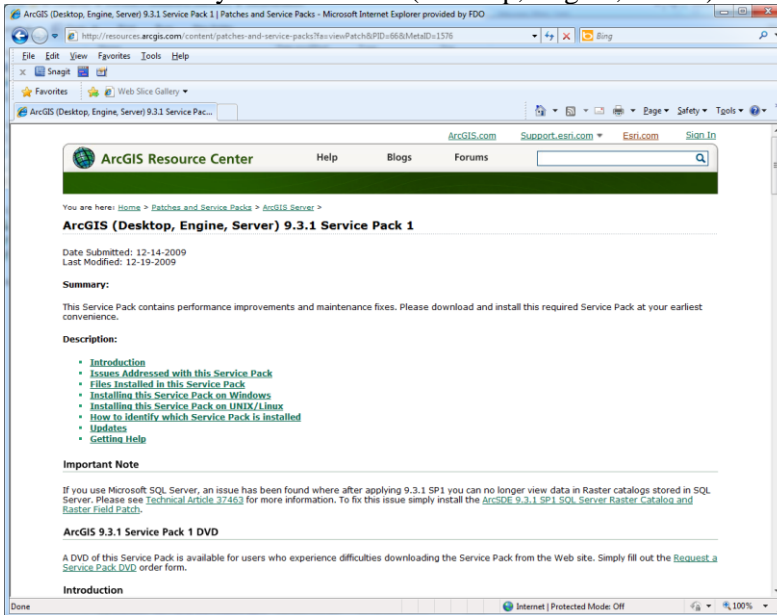 ArcGIS (Desktop, Engine, Server) 9.3.1 Service Pack 1 | Patches and Service Packs - Microsoft Internet Explorer provided by FDO
http://resources.arcgis.com/content/patches-and-service-packs?fa=viewPatch&PID=66&MetaID=1576
Bing
File Edit View Favorites Tools Help
x Snagit
Favorites Web Slice Gallery
ArcGIS (Desktop, Engine, Server) 9.3.1 Service Pac...
Page Safety Tools
ArcGIS.com Support.esri.com Esri.com Sign In
ArcGIS Resource Center Help Blogs Forums
You are here: Home > Patches and Service Packs > ArcGIS Server >
ArcGIS (Desktop, Engine, Server) 9.3.1 Service Pack 1
Date Submitted: 12-14-2009
Last Modified: 12-19-2009
Summary:
This Service Pack contains performance improvements and maintenance fixes. Please download and install this required Service Pack at your earliest
convenience.
Description:
Introduction
Issues Addressed with this Service Pack
Files Installed in this Service Pack
Installing this Service Pack on Windows
Installing this Service Pack on UNIX/Linux
How to identify which Service Pack is installed
Updates
Getting Help
Important Note
If you use Microsoft SQL Server, an issue has been found where after applying 9.3.1 SP1 you can no longer view data in Raster catalogs stored in SQL
Server. Please see Technical Article 37463 for more information. To fix this issue simply install the ArcSDE 9.3.1 SP1 SQL Server Raster Catalog and
Raster Field Patch.
ArcGIS 9.3.1 Service Pack 1 DVD
A DVD of this Service Pack is available for users who experience difficulties downloading the Service Pack from the Web site. Simply fill out the Request a
Service Pack DVD order form.
Introduction
Done Internet | Protected Mode: Off 100%